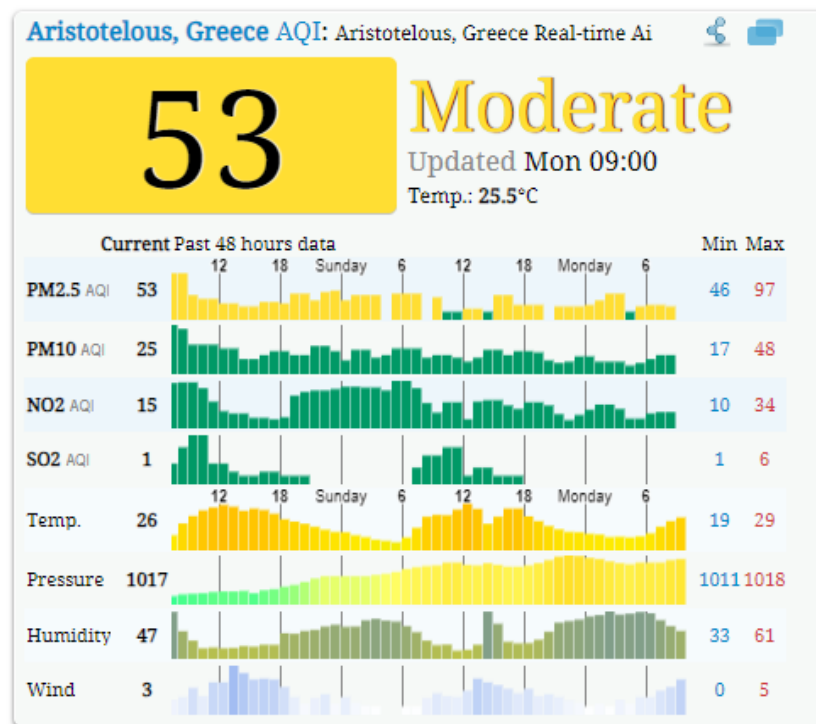 Aristotelous, Greece AQI: Aristotelous, Greece Real-time Ai
53
Moderate
Updated Mon 09:00
Temp.: 25.5°C
Current Past 48 hours data Min Max
12 18 Sunday 6 12 18 Monday 6
PM2.5 AQI 53 46 97
PM10 AQI 25 17 48
NO2 AQI 15 10 34
SO2 AQI 1 1 6
12 18 Sunday 6 12 18 Monday 6
Temp. 26 19 29
Pressure 1017 1011 1018
Humidity 47 33 61
Wind 3 0 5